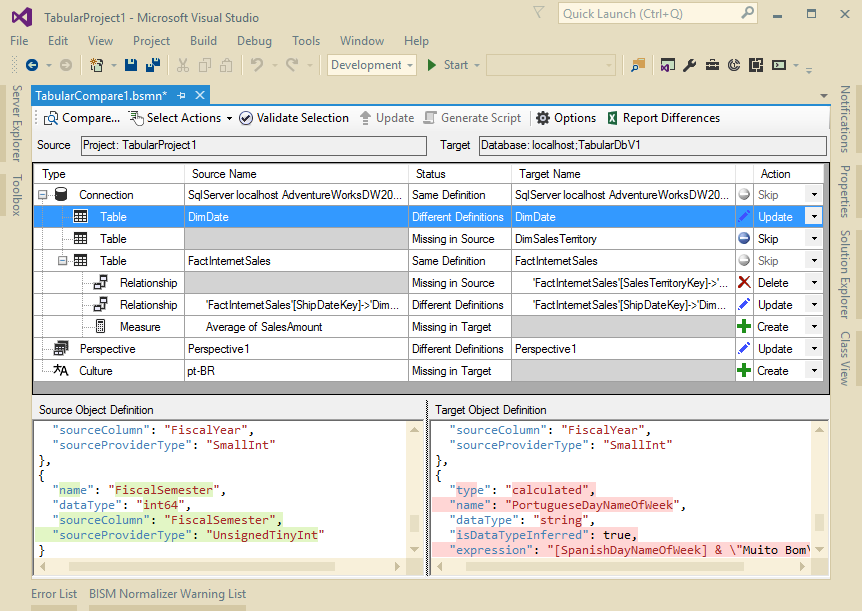 TabularProject1 - Microsoft Visual Studio
Quick Launch (Ctrl+Q)
File Edit View Project Build Debug Tools Window Help
Development Start
Server Explorer
Toolbox
TabularCompare1.bsmn*
Compare... Select Actions Validate Selection Update Generate Script Options Report Differences
Source Project: TabularProject1 Target Database: localhost;TabularDbV1
Type Source Name Status Target Name Action
Connection SqlServer localhost AdventureWorksDW20... Same Definition SqlServer localhost AdventureWorksDW20... Skip
Table DimDate Different Definitions DimDate Update
Table Missing in Source DimSalesTerritory Skip
Table FactInternetSales Same Definition FactInternetSales Skip
Relationship Missing in Source 'FactInternetSales'[SalesTerritoryKey]->'... Delete
Relationship 'FactInternetSales'[ShipDateKey]->'Dim... Different Definitions 'FactInternetSales'[ShipDateKey]->'Dim... Update
Measure Average of SalesAmount Missing in Target Create
Perspective Perspective1 Different Definitions Perspective1 Update
Culture pt-BR Missing in Target Create
Source Object Definition
"sourceColumn": "FiscalYear",
"sourceProviderType": "SmallInt"
},
{
"name": "FiscalSemester",
"dataType": "int64",
"sourceColumn": "FiscalSemester",
"sourceProviderType": "UnsignedTinyInt"
}
Target Object Definition
"sourceColumn": "FiscalYear",
"sourceProviderType": "SmallInt"
},
{
"type": "calculated",
"name": "PortugueseDayNameOfWeek",
"dataType": "string",
"isDataTypeInferred": true,
"expression": "[SpanishDayNameOfWeek] & \"Muito Bom\
Notifications
Properties
Solution Explorer
Class View
Error List BISM Normalizer Warning List